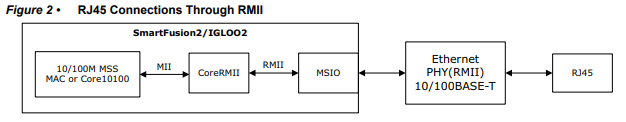 Figure 2 • RJ45 Connections Through RMII
SmartFusion2/IGLOO2
10/100M MSS
MAC or Core10100
MII
CoreRMII
RMII
MSIO
Ethernet
PHY(RMII)
10/100BASE-T
RJ45